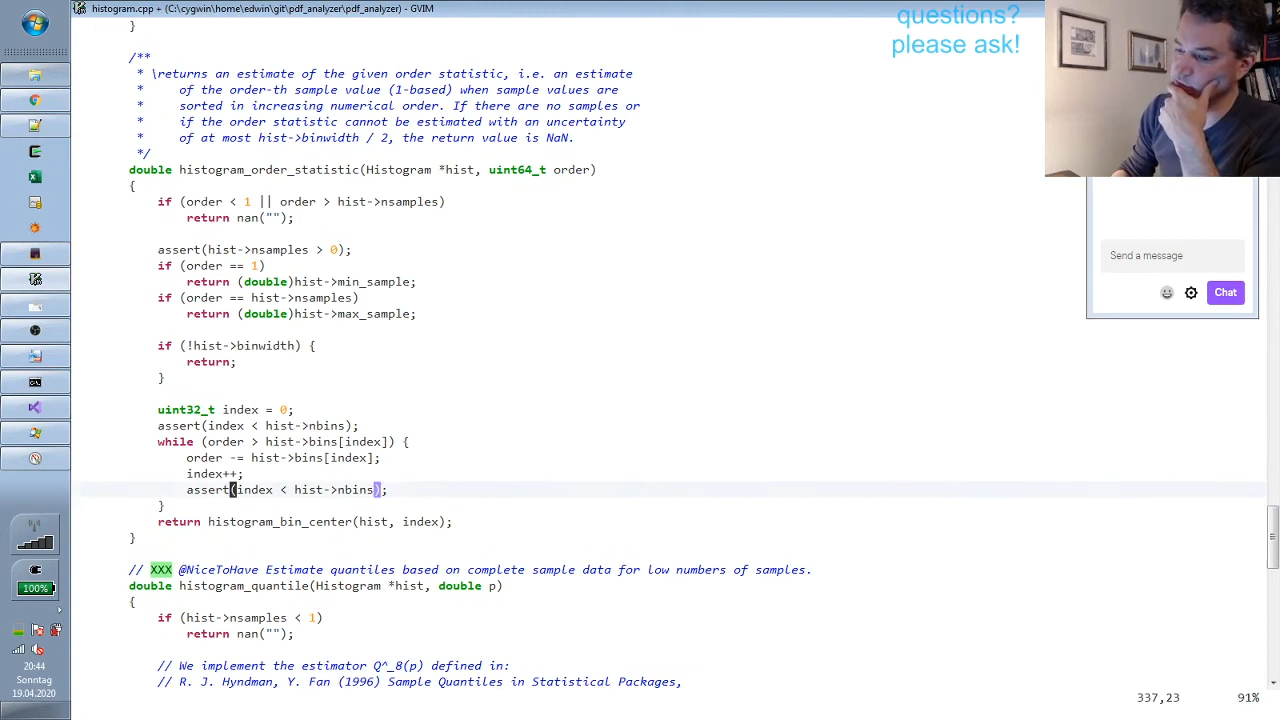 histogram.cpp + (C:\cygwin\home\edwin\git\pdf_analyzer\pdf_analyzer) - GVIM
questions?
please ask!
}
/**
 * \returns an estimate of the given order statistic, i.e. an estimate
 *     of the order-th sample value (1-based) when sample values are
 *     sorted in increasing numerical order. If there are no samples or
 *     if the order statistic cannot be estimated with an uncertainty
 *     of at most hist->binwidth / 2, the return value is NaN.
 */
double histogram_order_statistic(Histogram *hist, uint64_t order)
{
    if (order < 1 || order > hist->nsamples)
        return nan("");
    assert(hist->nsamples > 0);
    if (order == 1)
        return (double)hist->min_sample;
    if (order == hist->nsamples)
        return (double)hist->max_sample;
    if (!hist->binwidth) {
        return;
    }
    uint32_t index = 0;
    assert(index < hist->nbins);
    while (order > hist->bins[index]) {
        order -= hist->bins[index];
        index++;
        assert(index < hist->nbins);
    }
    return histogram_bin_center(hist, index);
}
// XXX @NiceToHave Estimate quantiles based on complete sample data for low numbers of samples.
double histogram_quantile(Histogram *hist, double p)
{
    if (hist->nsamples < 1)
        return nan("");
    // We implement the estimator Q^_8(p) defined in:
    // R. J. Hyndman, Y. Fan (1996) Sample Quantiles in Statistical Packages,
337,23
91%
Send a message
Chat
100%
20:44
Sonntag
19.04.2020